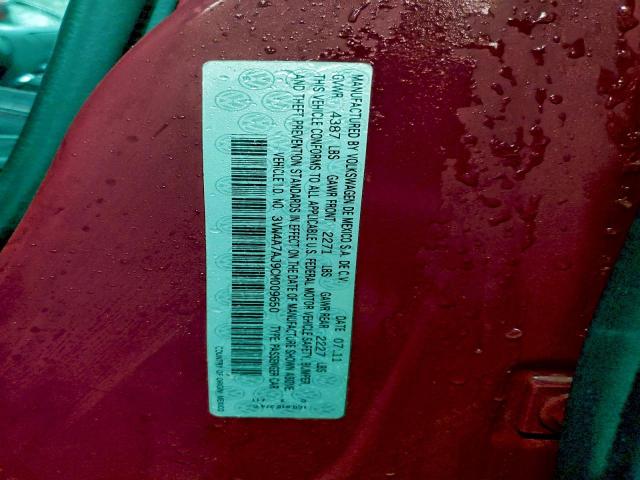 MANUFACTURED BY VOLKSWAGEN DE MEXICO S.A. DE C.V. DATE 07.11
GVWR 4387 LBS GAWR FRONT 2271 LBS GAWR REAR 2227 LBS
THIS VEHICLE CONFORMS TO ALL APPLICABLE U.S. FEDERAL MOTOR VEHICLE SAFETY, BUMPER
AND THEFT PREVENTION STANDARDS IN EFFECT ON THE DATE OF MANUFACTURE SHOWN ABOVE.
VEHICLE I.D. NO. 3VW4A7AJ9CM009650 TYPE: PASSENGER CAR
COUNTRY OF ORIGIN: MEXICO